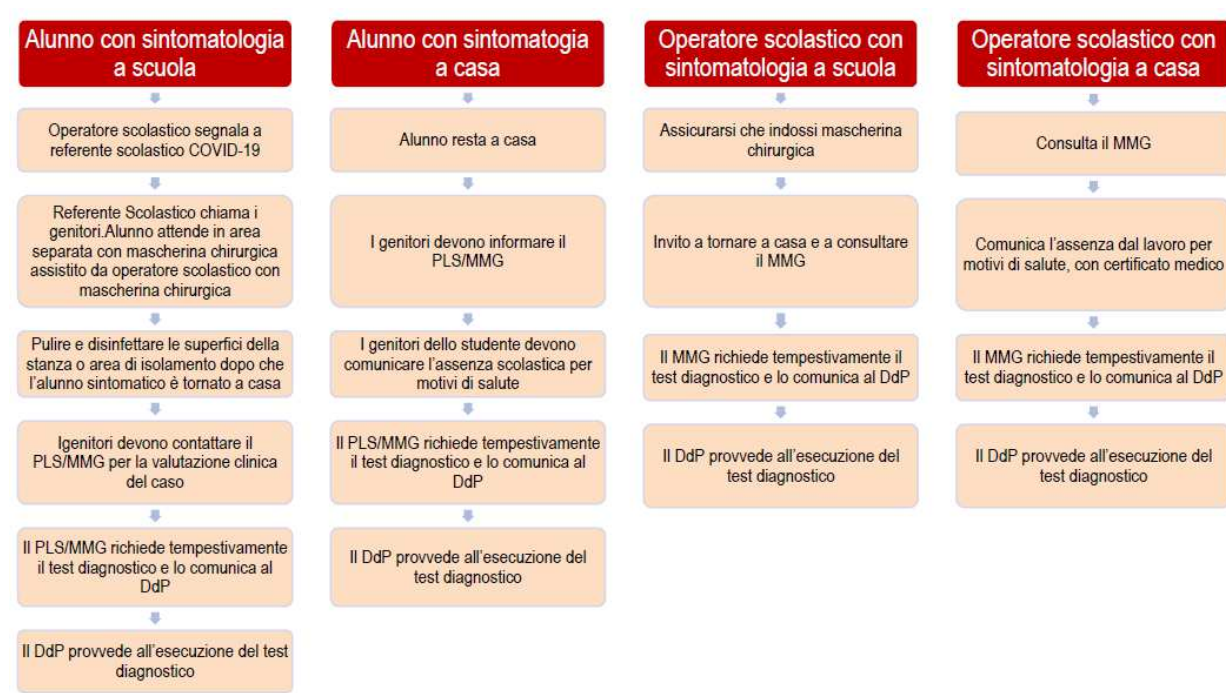 Alunno con sintomatologia
a scuola
Operatore scolastico segnala a
referente scolastico COVID-19
Referente Scolastico chiama i
genitori.Alunno attende in area
separata con mascherina chirurgica
assistito da operatore scolastico con
mascherina chirurgica
Pulire e disinfettare le superfici della
stanza o area di isolamento dopo che
l'alunno sintomatico è tornato a casa
Igenitori devono contattare il
PLS/MMG per la valutazione clinica
del caso
Il PLS/MMG richiede tempestivamente
il test diagnostico e lo comunica al
DdP
Il DdP provvede all'esecuzione del test
diagnostico
Alunno con sintomatogia
a casa
Alunno resta a casa
I genitori devono informare il
PLS/MMG
I genitori dello studente devono
comunicare l'assenza scolastica per
motivi di salute
Il PLS/MMG richiede tempestivamente
il test diagnostico e lo comunica al
DdP
Il DdP provvede all'esecuzione del
test diagnostico
Operatore scolastico con
sintomatologia a scuola
Assicurarsi che indossi mascherina
chirurgica
Invito a tornare a casa e a consultare
il MMG
Il MMG richiede tempestivamente il
test diagnostico e lo comunica al DdP
Il DdP provvede all'esecuzione del
test diagnostico
Operatore scolastico con
sintomatologia a casa
Consulta il MMG
Comunica l'assenza dal lavoro per
motivi di salute, con certificato medico
Il MMG richiede tempestivamente il
test diagnostico e lo comunica al DdP
Il DdP provvede all'esecuzione del
test diagnostico